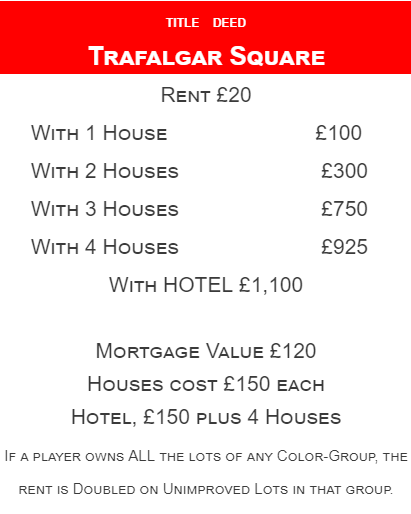 TITLE DEED
TRAFALGAR SQUARE
RENT £20
WITH 1 HOUSE £100
WITH 2 HOUSES £300
WITH 3 HOUSES £750
WITH 4 HOUSES £925
WITH HOTEL £1,100
MORTGAGE VALUE £120
HOUSES COST £150 EACH
HOTEL, £150 PLUS 4 HOUSES
IF A PLAYER OWNS ALL THE LOTS OF ANY COLOR-GROUP, THE
RENT IS DOUBLED ON UNIMPROVED LOTS IN THAT GROUP.